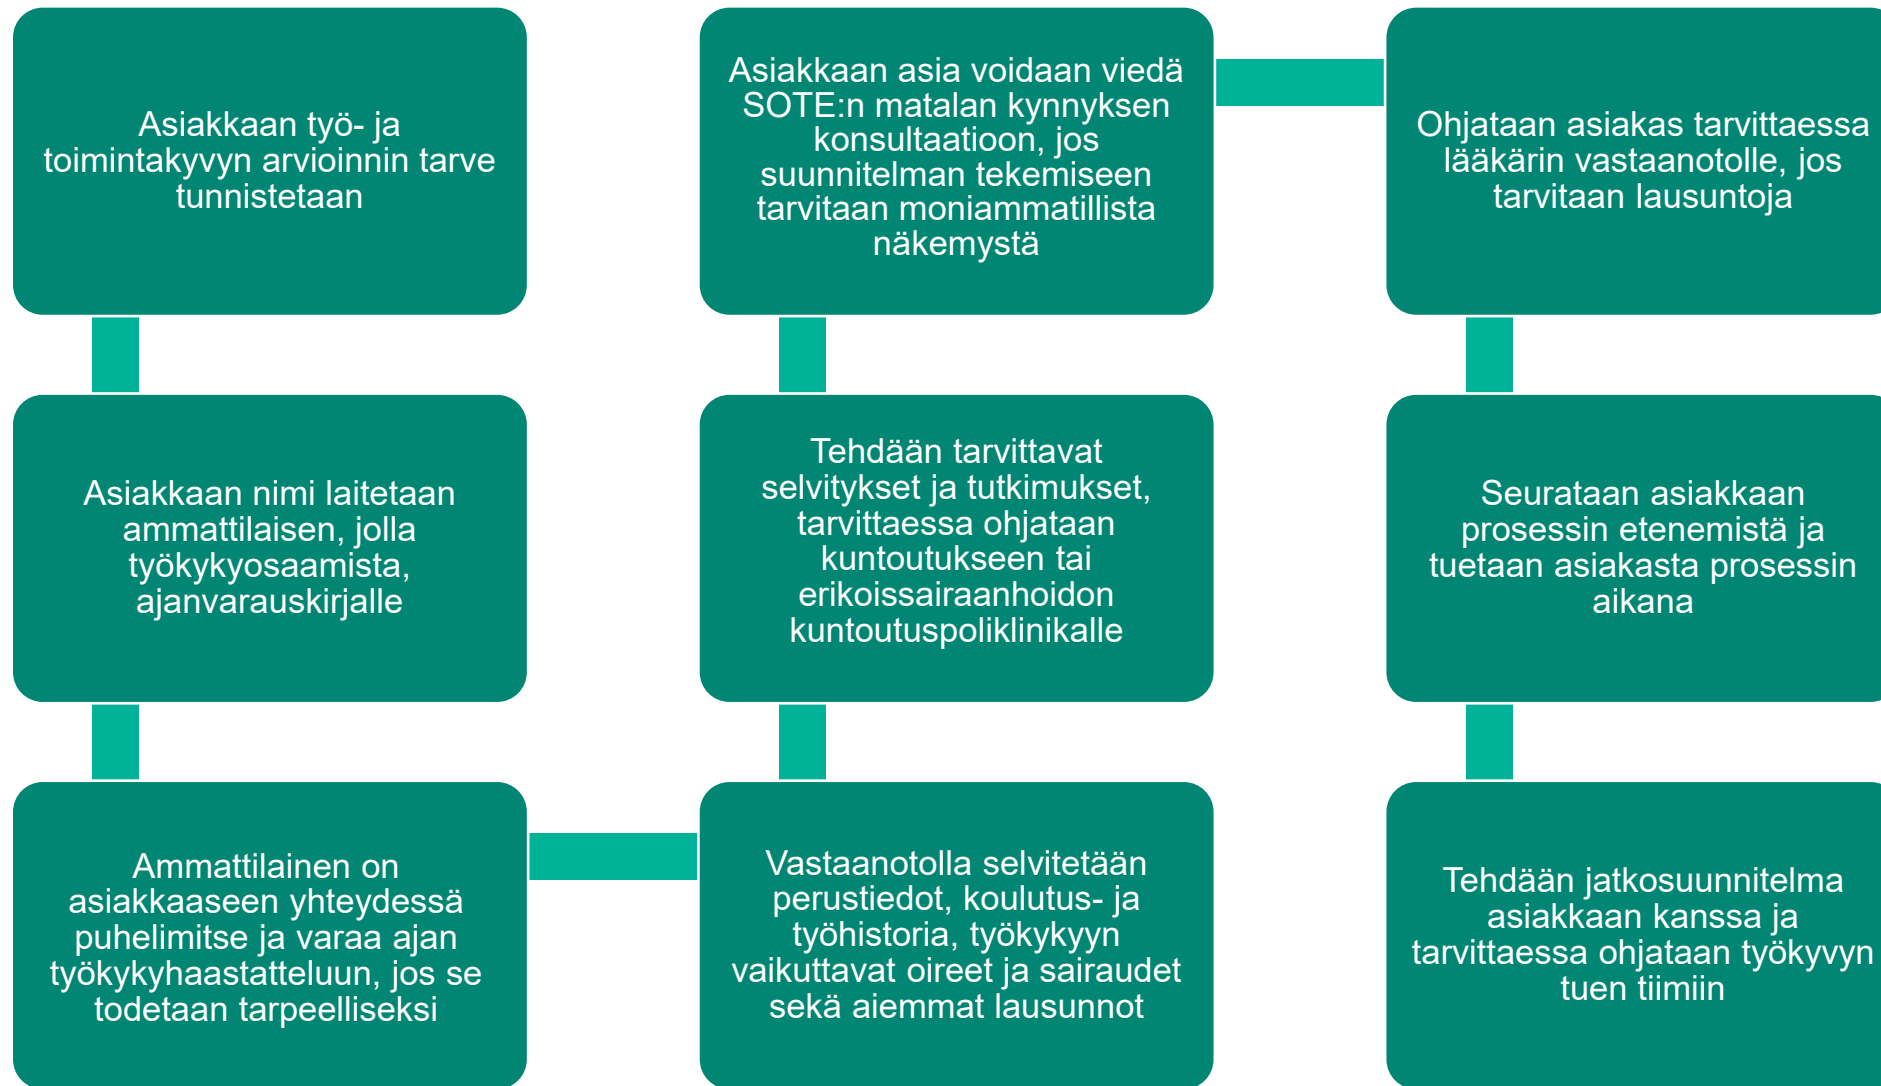 Asiakkaan työ- ja
toimintakyvyn arvioinnin tarve
tunnistetaan
Asiakkaan nimi laitetaan
ammattilaisen, jolla
työkykyosaamista,
ajanvarauskirjalle
Ammattilainen on
asiakkaaseen yhteydessä
puhelimitse ja varaa ajan
työkykyhaastatteluun, jos se
todetaan tarpeelliseksi
Vastaanotolla selvitetään
perustiedot, koulutus- ja
työhistoria, työkykyyn
vaikuttavat oireet ja sairaudet
sekä aiemmat lausunnot
Tehdään tarvittavat
selvitykset ja tutkimukset,
tarvittaessa ohjataan
kuntoutukseen tai
erikoissairaanhoidon
kuntoutuspoliklinikalle
Asiakkaan asia voidaan viedä
SOTE:n matalan kynnyksen
konsultaatioon, jos
suunnitelman tekemiseen
tarvitaan moniammatillista
näkemystä
Ohjataan asiakas tarvittaessa
lääkärin vastaanotolle, jos
tarvitaan lausuntoja
Seurataan asiakkaan
prosessin etenemistä ja
tuetaan asiakasta prosessin
aikana
Tehdään jatkosuunnitelma
asiakkaan kanssa ja
tarvittaessa ohjataan työkyvyn
tuen tiimiin